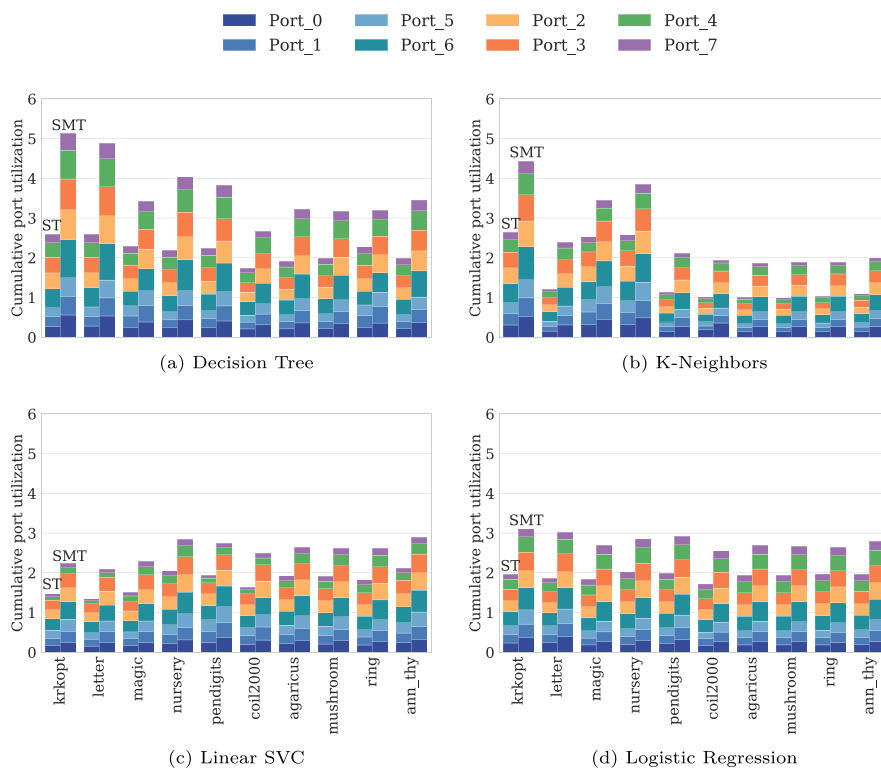 Port_0 Port_5 Port_2 Port_4
Port_1 Port_6 Port_3 Port_7
Cumulative port utilization
6
5
4
3
2
1
0
SMT
ST
(a) Decision Tree
Cumulative port utilization
6
5
4
3
2
1
0
SMT
ST
(b) K-Neighbors
Cumulative port utilization
6
5
4
3
2
1
0
SMT
ST
krkopt
letter
magic
nursery
pendigits
coil2000
agaricus
mushroom
ring
ann_thy
(c) Linear SVC
Cumulative port utilization
6
5
4
3
2
1
0
SMT
ST
krkopt
letter
magic
nursery
pendigits
coil2000
agaricus
mushroom
ring
ann_thy
(d) Logistic Regression